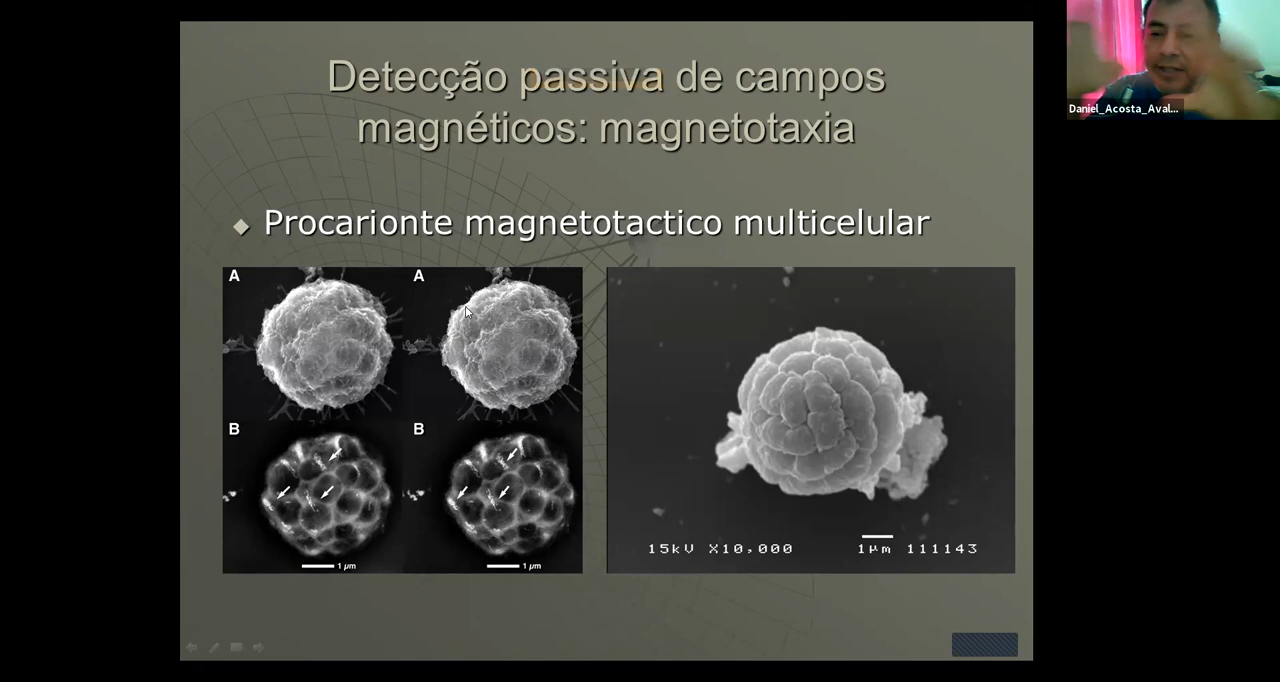 Detecção passiva de campos
magnéticos: magnetotaxia
Procarionte magnetotactico multicelular
A
A
B
B
1 µm
1 µm
15kV X10,000
1µm 111143
Daniel_Acosta_Aval...